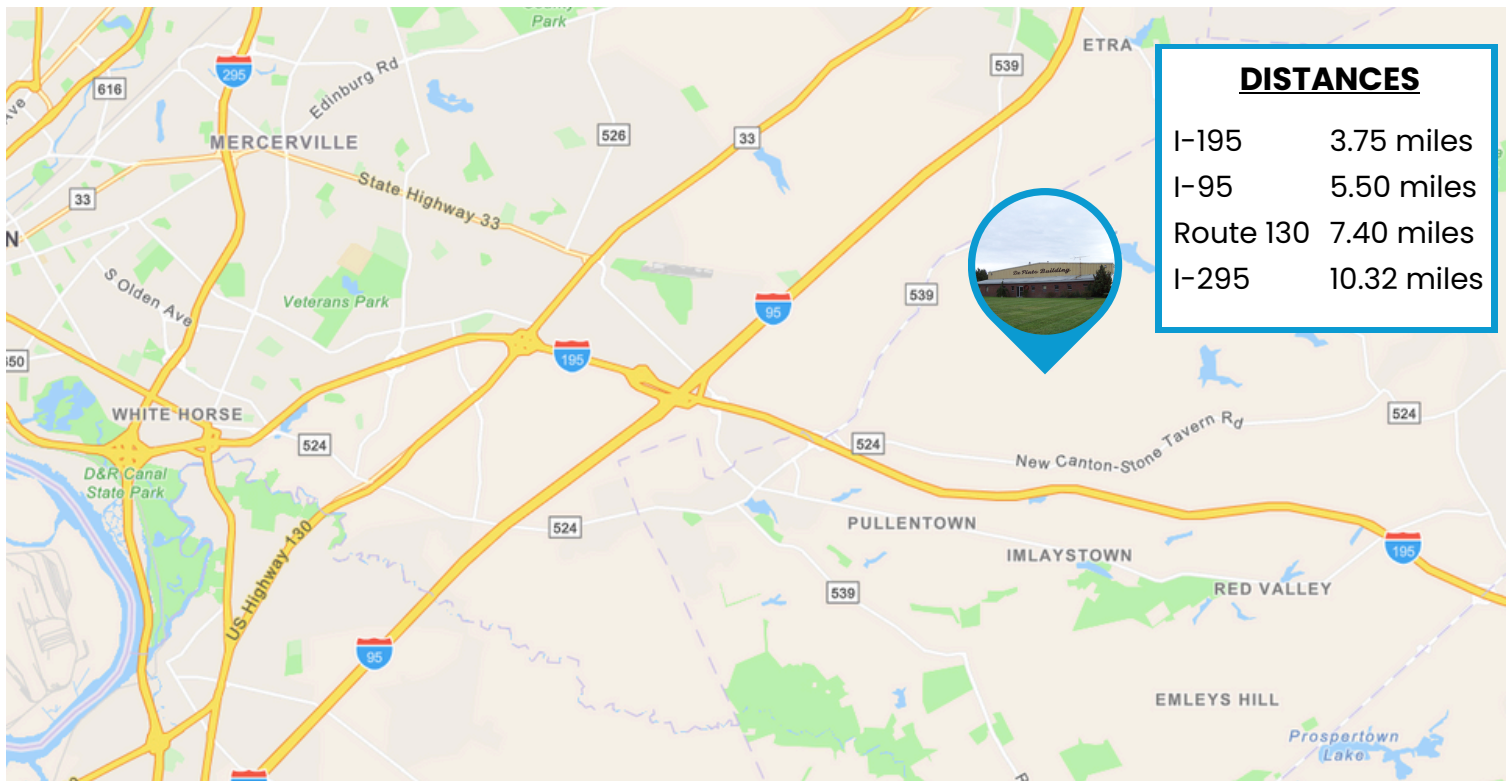 County
Park
ETRA
539
DISTANCES
I-195 3.75 miles
I-95 5.50 miles
Route 130 7.40 miles
I-295 10.32 miles
295
616
Edinburg Rd
Ave
MERCERVILLE
526
33
State Highway 33
33
N
S Olden Ave
Veterans Park
539
95
195
650
WHITE HORSE
524
D&R Canal
State Park
524
524
New Canton-Stone Tavern Rd
524
US Highway 130
PULLENTOWN
IMLAYSTOWN
195
RED VALLEY
539
95
EMLEYS HILL
Prospertown
Lake